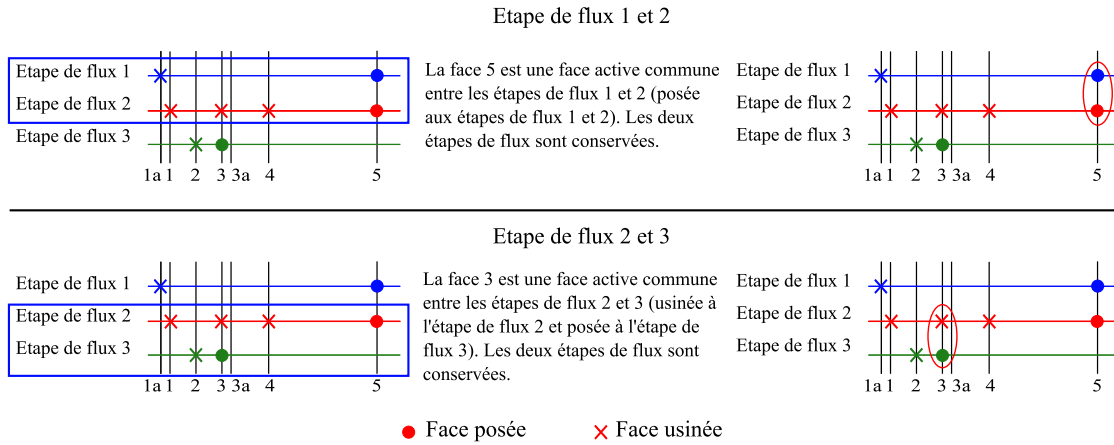 Etape de flux 1 et 2
Etape de flux 1
Etape de flux 2
Etape de flux 3
1a 1 2 3 3a 4 5
La face 5 est une face active commune
entre les étapes de flux 1 et 2 (posée
aux étapes de flux 1 et 2). Les deux
étapes de flux sont conservées.
Etape de flux 1
Etape de flux 2
Etape de flux 3
1a 1 2 3 3a 4 5
Etape de flux 2 et 3
Etape de flux 1
Etape de flux 2
Etape de flux 3
1a 1 2 3 3a 4 5
La face 3 est une face active commune
entre les étapes de flux 2 et 3 (usinée à
l'étape de flux 2 et posée à l'étape de
flux 3). Les deux étapes de flux sont
conservées.
Etape de flux 1
Etape de flux 2
Etape de flux 3
1a 1 2 3 3a 4 5
Face posée
Face usinée